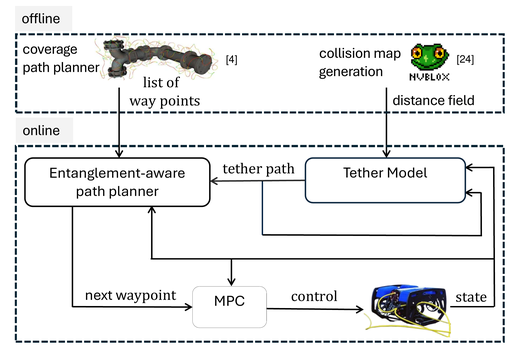 offline
coverage
path planner
[4]
collision map
generation
[24]
NVBLOX
list of
way points
distance field
online
Entanglement-aware
path planner
tether path
Tether Model
next waypoint
MPC
control
state